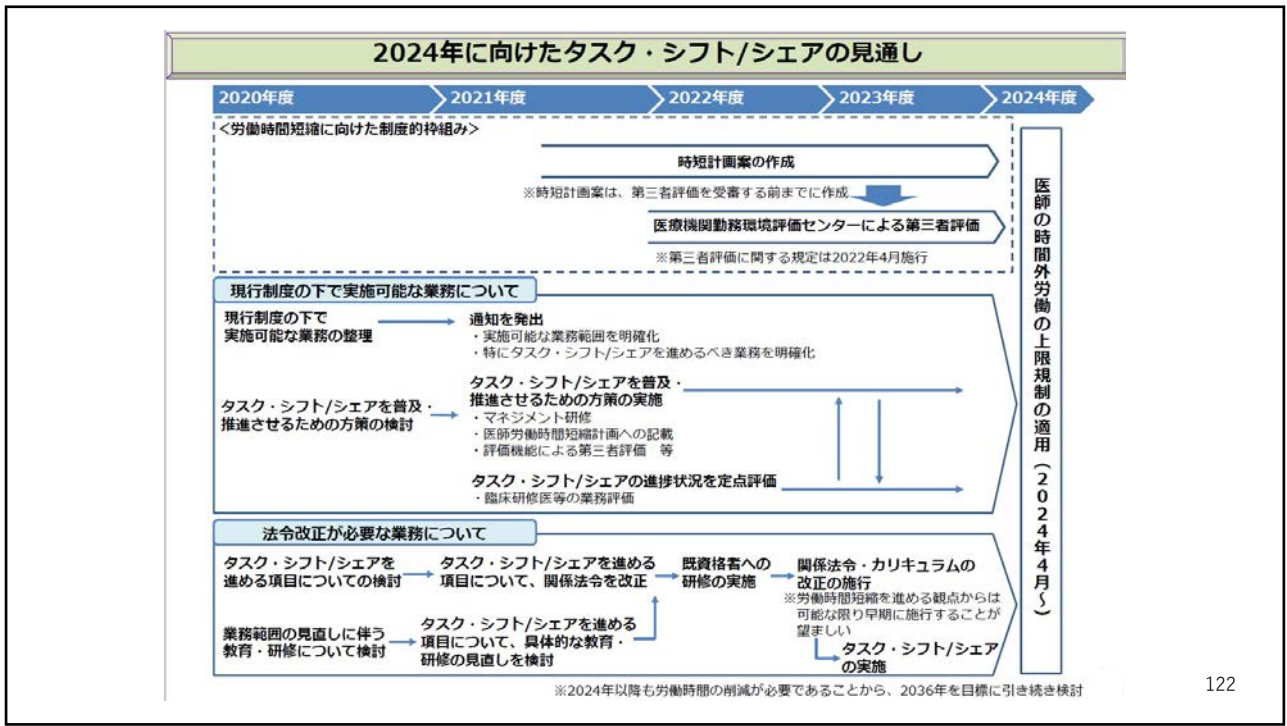 2024年に向けたタスク・シフト/シェアの見通し
2020年度
2021年度
2022年度
2023年度
2024年度
＜労働時間短縮に向けた制度的枠組み＞
時短計画案の作成
※時短計画案は、第三者評価を受審する前までに作成
医療機関勤務環境評価センターによる第三者評価
※第三者評価に関する規定は2022年4月施行
医師の時間外労働の上限規制の適用（2024年4月～）
現行制度の下で実施可能な業務について
現行制度の下で
実施可能な業務の整理
通知を発出
・実施可能な業務範囲を明確化
・特にタスク・シフト/シェアを進めるべき業務を明確化
タスク・シフト/シェアを普及・
推進させるための方策の検討
タスク・シフト/シェアを普及・
推進させるための方策の実施
・マネジメント研修
・医師労働時間短縮計画への記載
・評価機能による第三者評価　等
タスク・シフト/シェアの進捗状況を定点評価
・臨床研修医等の業務評価
法令改正が必要な業務について
タスク・シフト/シェアを
進める項目についての検討
タスク・シフト/シェアを進める
項目について、関係法令を改正
既資格者への
研修の実施
関係法令・カリキュラムの
改正の施行
※労働時間短縮を進める観点からは
可能な限り早期に施行することが
望ましい
業務範囲の見直しに伴う
教育・研修について検討
タスク・シフト/シェアを進める
項目について、具体的な教育・
研修の見直しを検討
タスク・シフト/シェア
の実施
※2024年以降も労働時間の削減が必要であることから、2036年を目標に引き続き検討
122